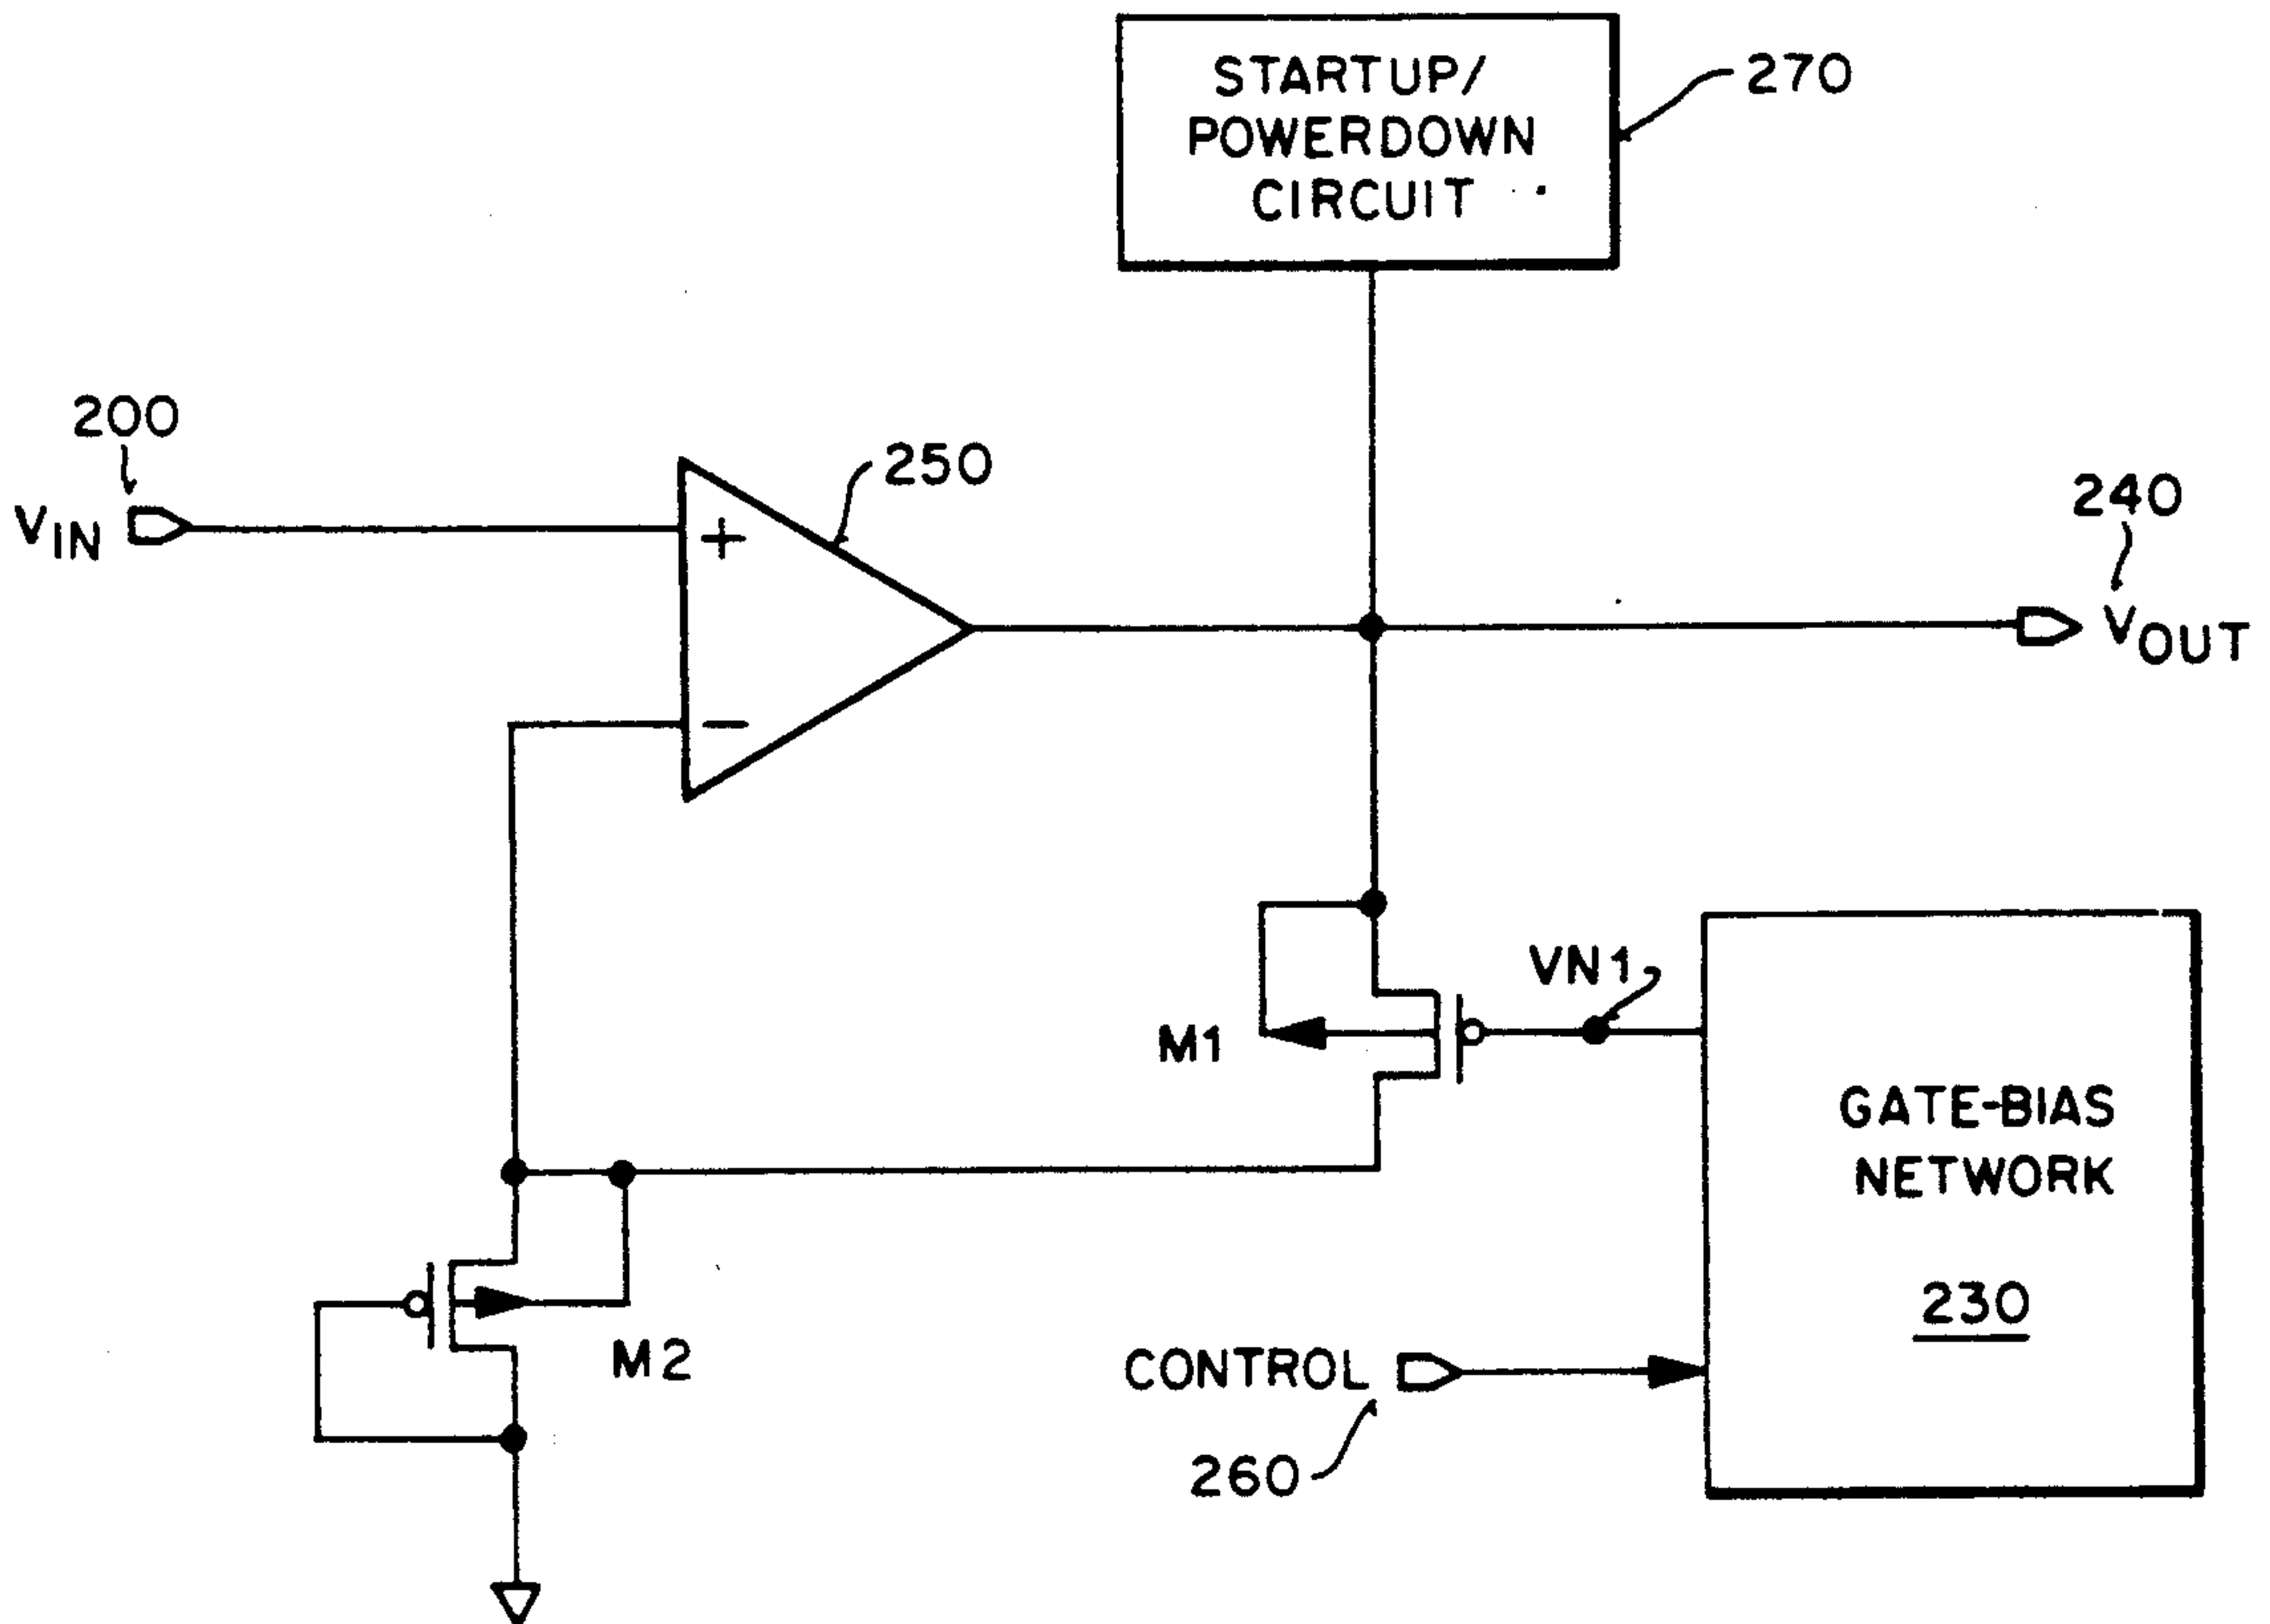 STARTUP/
POWERDOWN
CIRCUIT
270
200
VIN
+
250
240
VOUT
−
M1
VN1
GATE-BIAS
NETWORK
230
M2
CONTROL
260